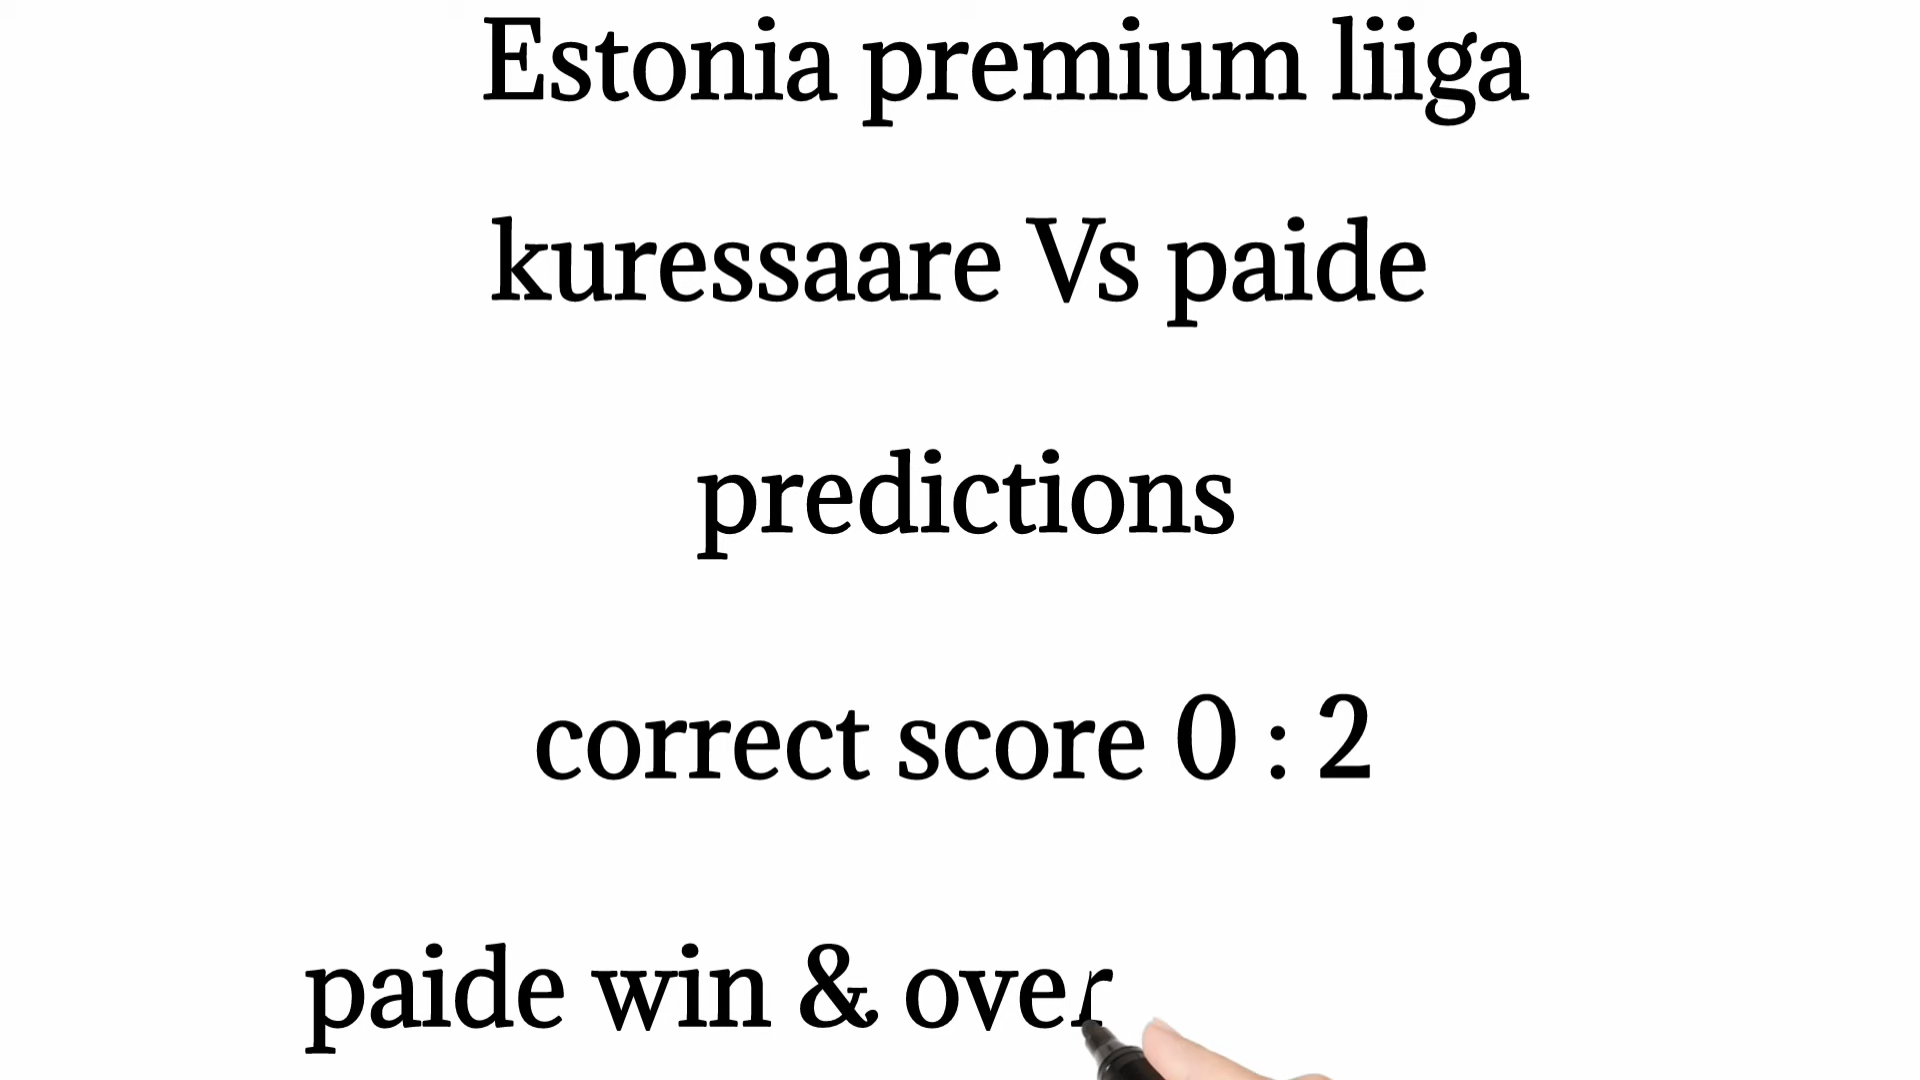 Estonia premium liiga
kuressaare Vs paide
predictions
correct score 0 : 2
paide win & over